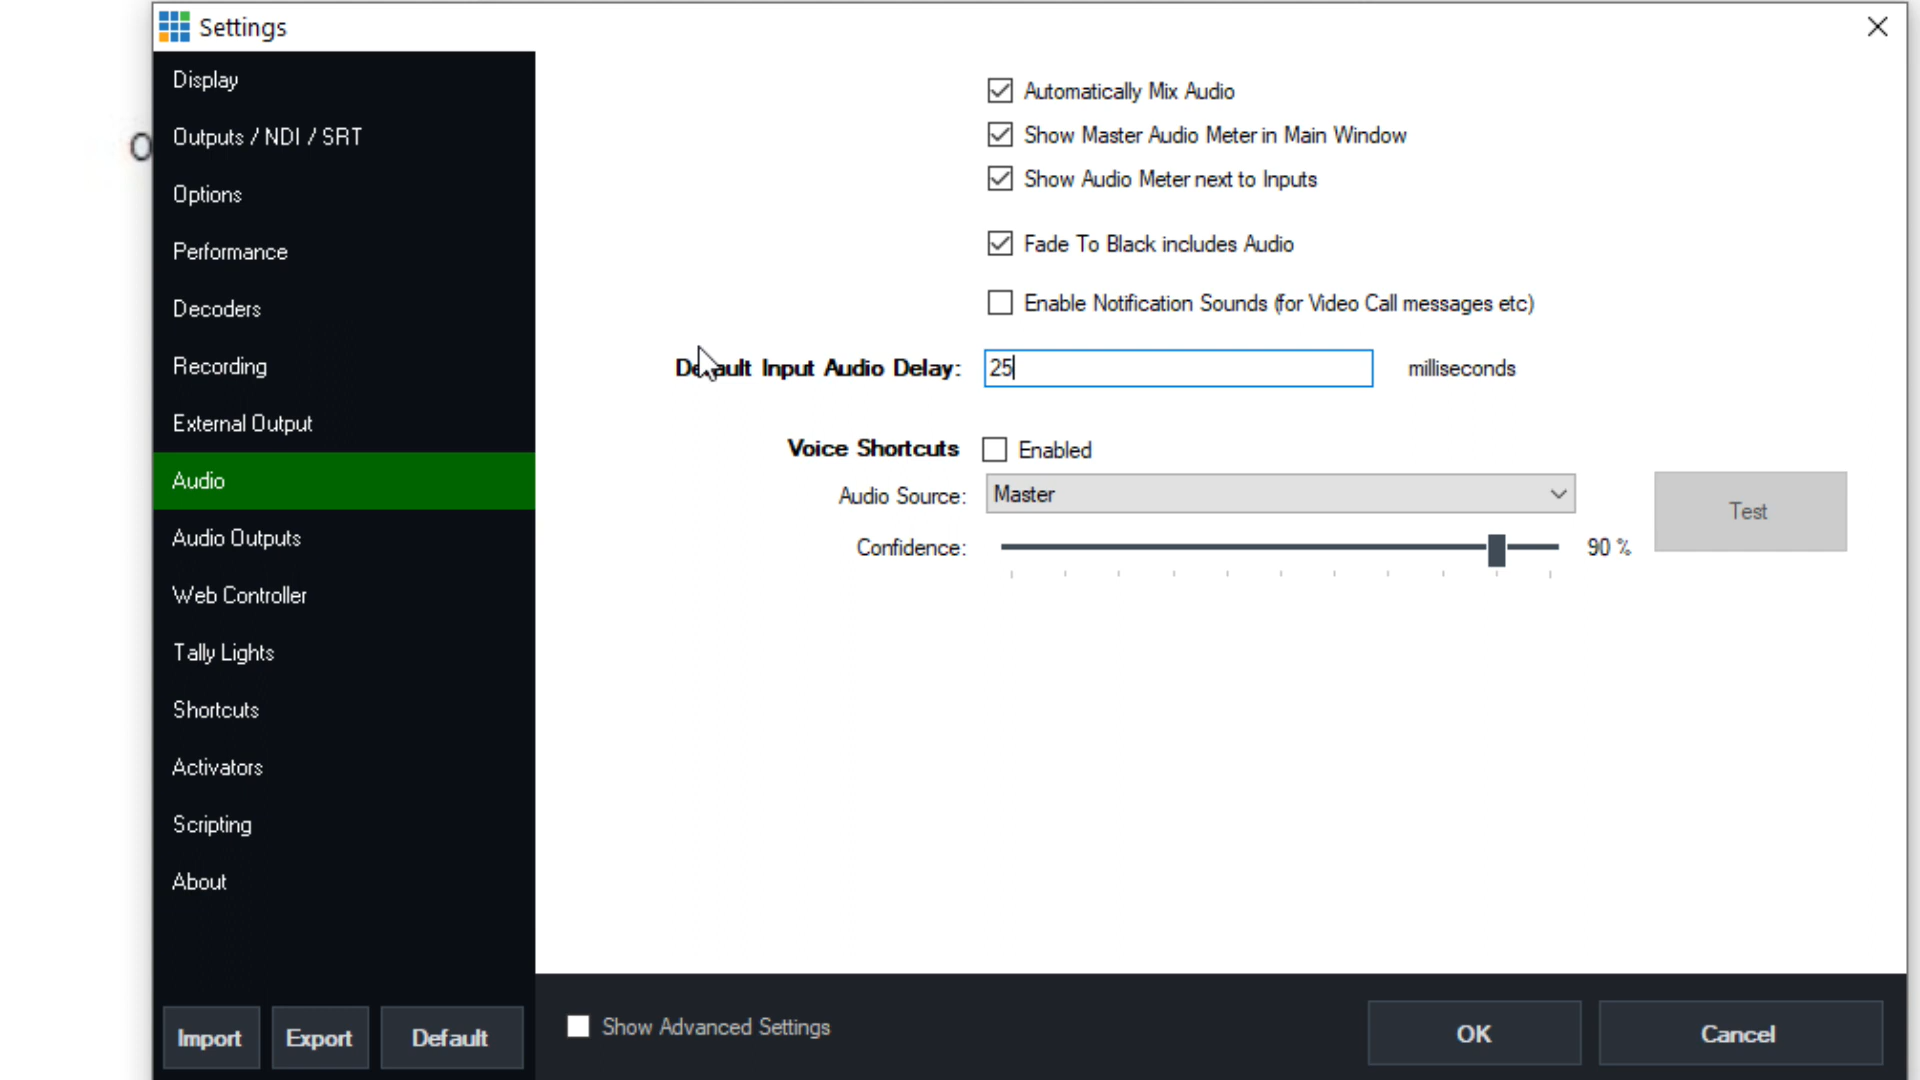 Settings
Display
Outputs / NDI / SRT
Options
Performance
Decoders
Recording
External Output
Audio
Audio Outputs
Web Controller
Tally Lights
Shortcuts
Activators
Scripting
About
Import Export Default
Automatically Mix Audio
Show Master Audio Meter in Main Window
Show Audio Meter next to Inputs
Fade To Black includes Audio
Enable Notification Sounds (for Video Call messages etc)
Default Input Audio Delay: 25 milliseconds
Voice Shortcuts Enabled
Audio Source: Master
Test
Confidence: 90 %
Show Advanced Settings
OK Cancel